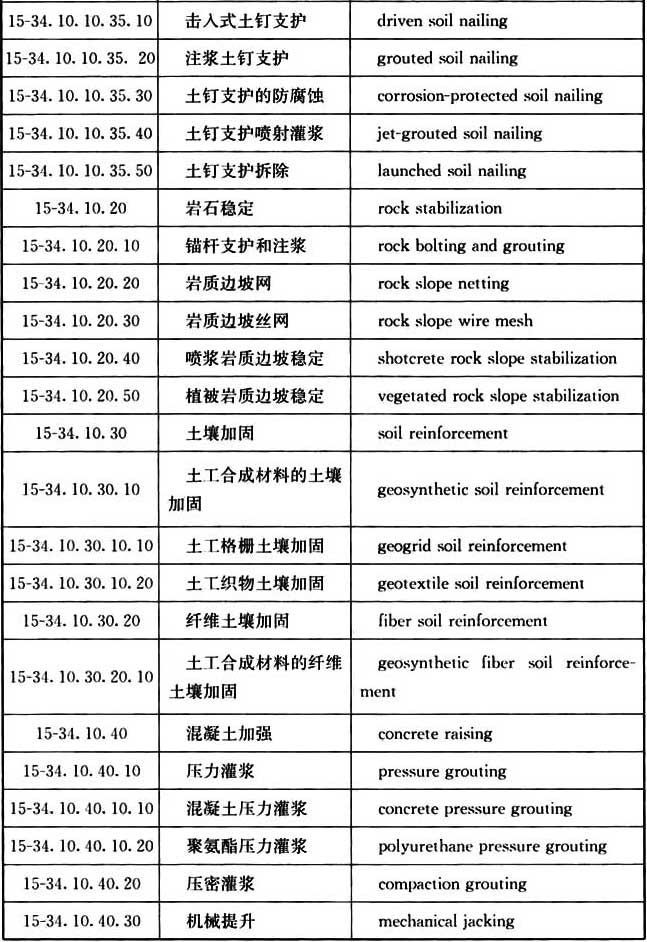 15-34.10.10.35.10 击入式土钉支护 driven soil nailing
15-34.10.10.35. 20 注浆土钉支护 grouted soil nailing
15-34.10.10.35.30 土钉支护的防腐蚀 corrosion-protected soil nailing
15-34.10.10.35.40 土钉支护喷射灌浆 jet-grouted soil nailing
15-34.10.10.35.50 土钉支护拆除 launched soil nailing
15-34.10.20 岩石稳定 rock stabilization
15-34.10.20.10 锚杆支护和注浆 rock bolting and grouting
15-34.10.20.20 岩质边坡网 rock slope netting
15-34.10.20.30 岩质边坡丝网 rock slope wire mesh
15-34.10.20.40 喷浆岩质边坡稳定 shotcrete rock slope stabilization
15-34.10.20.50 植被岩质边坡稳定 vegetated rock slope stabilization
15-34.10.30 土壤加固 soil reinforcement
15-34.10.30.10 土工合成材料的土壤 geosynthetic soil reinforcement
加固
15-34.10.30.10.10 土工格栅土壤加固 geogrid soil reinforcement
15-34.10.30.10.20 土工织物土壤加固 geotextile soil reinforcement
15-34.10.30.20 纤维土壤加固 fiber soil reinforcement
15-34.10.30.20.10 土工合成材料的纤维 geosynthetic fiber soil reinforce-
土壤加固 ment
15-34.10.40 混凝土加强 concrete raising
15-34.10.40.10 压力灌浆 pressure grouting
15-34.10.40.10.10 混凝土压力灌浆 concrete pressure grouting
15-34.10.40.10.20 聚氨酯压力灌浆 polyurethane pressure grouting
15-34.10.40.20 压密灌浆 compaction grouting
15-34.10.40.30 机械提升 mechanical jacking